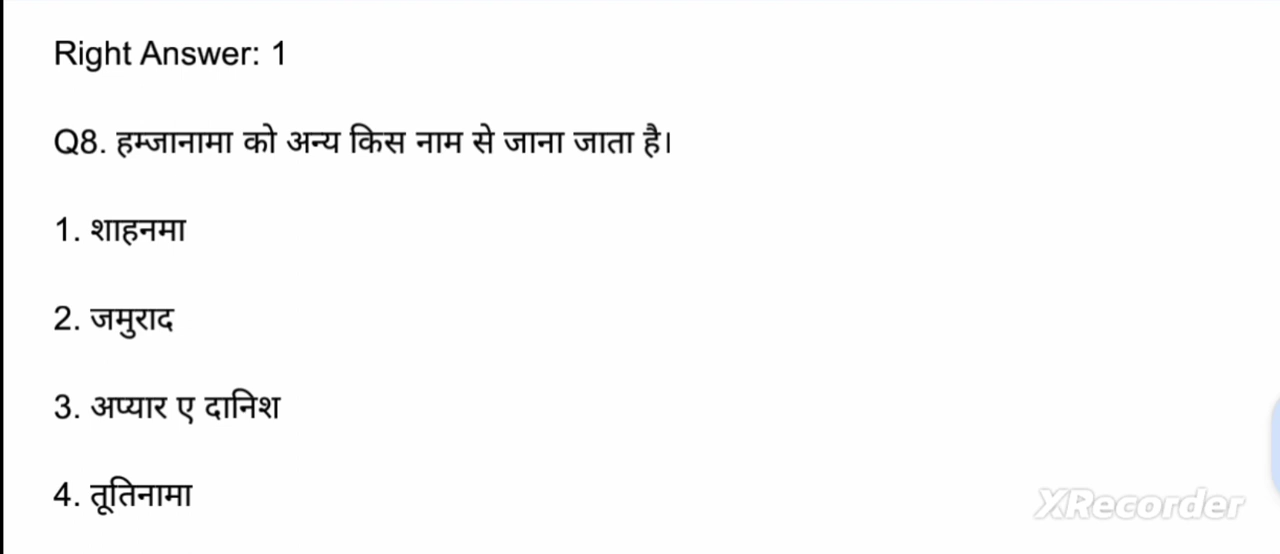 Right Answer: 1
Q8. हम्जानामा को अन्य किस नाम से जाना जाता है।
1. शाहनमा
2. जमुराद
3. अप्यार ए दानिश
4. तूतिनामा
XRecorder